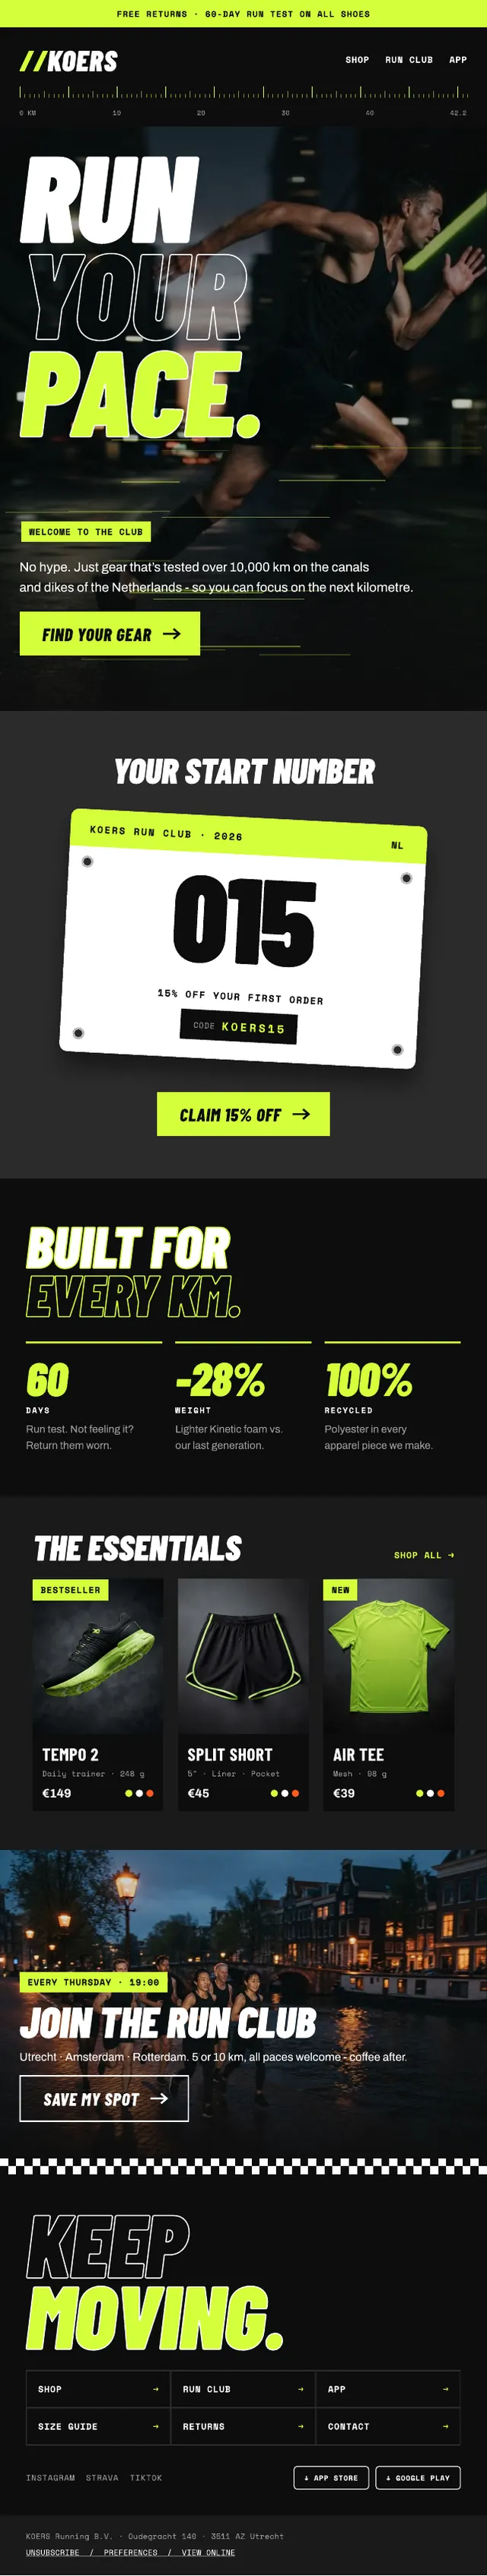 FREE RETURNS · 60-DAY RUN TEST ON ALL SHOES
//KOERS
SHOP RUN CLUB APP
0 KM 10 20 30 40 42.2
RUN
YOUR
PACE.
WELCOME TO THE CLUB
No hype. Just gear that's tested over 10,000 km on the canals
and dikes of the Netherlands - so you can focus on the next kilometre.
FIND YOUR GEAR →
YOUR START NUMBER
KOERS RUN CLUB · 2026 NL
015
15% OFF YOUR FIRST ORDER
CODE KOERS15
CLAIM 15% OFF →
BUILT FOR
EVERY KM.
60 -28% 100%
DAYS WEIGHT RECYCLED
Run test. Not feeling it?
Return them worn.
Lighter Kinetic foam vs.
our last generation.
Polyester in every
apparel piece we make.
THE ESSENTIALS
SHOP ALL →
BESTSELLER
TEMPO 2
Daily trainer · 248 g
€149
SPLIT SHORT
5" · Liner · Pocket
€45
NEW
AIR TEE
Mesh · 98 g
€39
EVERY THURSDAY · 19:00
JOIN THE RUN CLUB
Utrecht · Amsterdam · Rotterdam. 5 or 10 km, all paces welcome - coffee after.
SAVE MY SPOT →
KEEP
MOVING.
SHOP → RUN CLUB → APP →
SIZE GUIDE → RETURNS → CONTACT →
INSTAGRAM STRAVA TIKTOK
↓ APP STORE ↓ GOOGLE PLAY
KOERS Running B.V. · Oudegracht 140 · 3511 AZ Utrecht
UNSUBSCRIBE / PREFERENCES / VIEW ONLINE